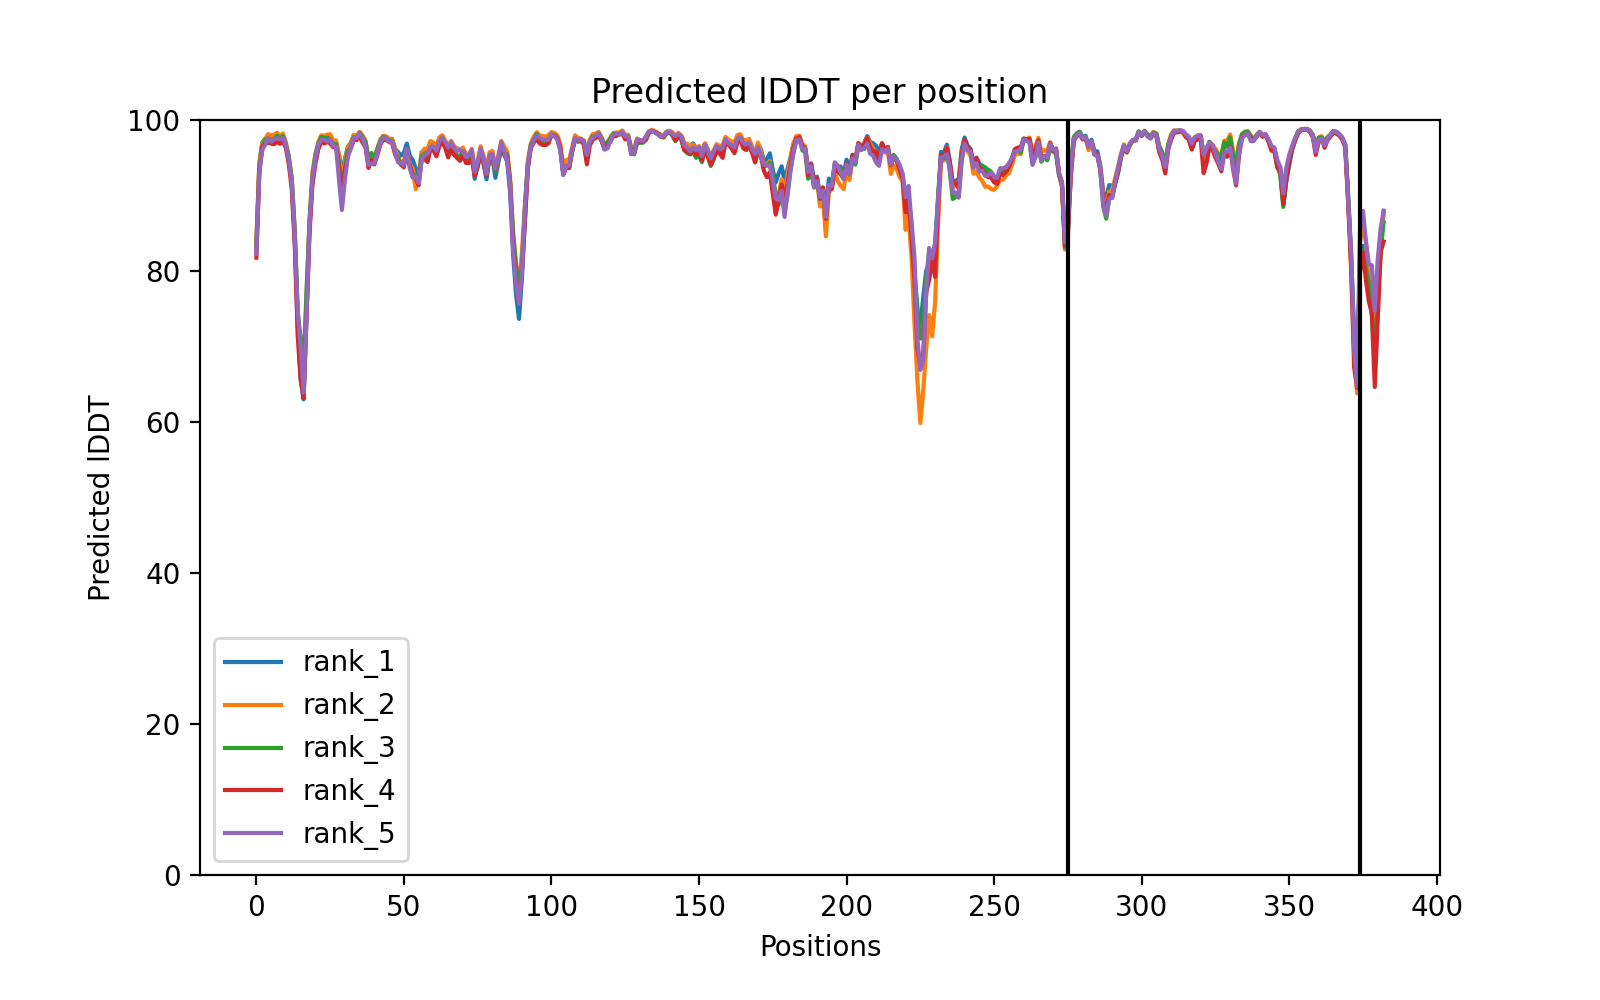 Predicted lDDT per position
100
80
60
40
20
0
Predicted lDDT
rank_1
rank_2
rank_3
rank_4
rank_5
0 50 100 150 200 250 300 350 400
Positions